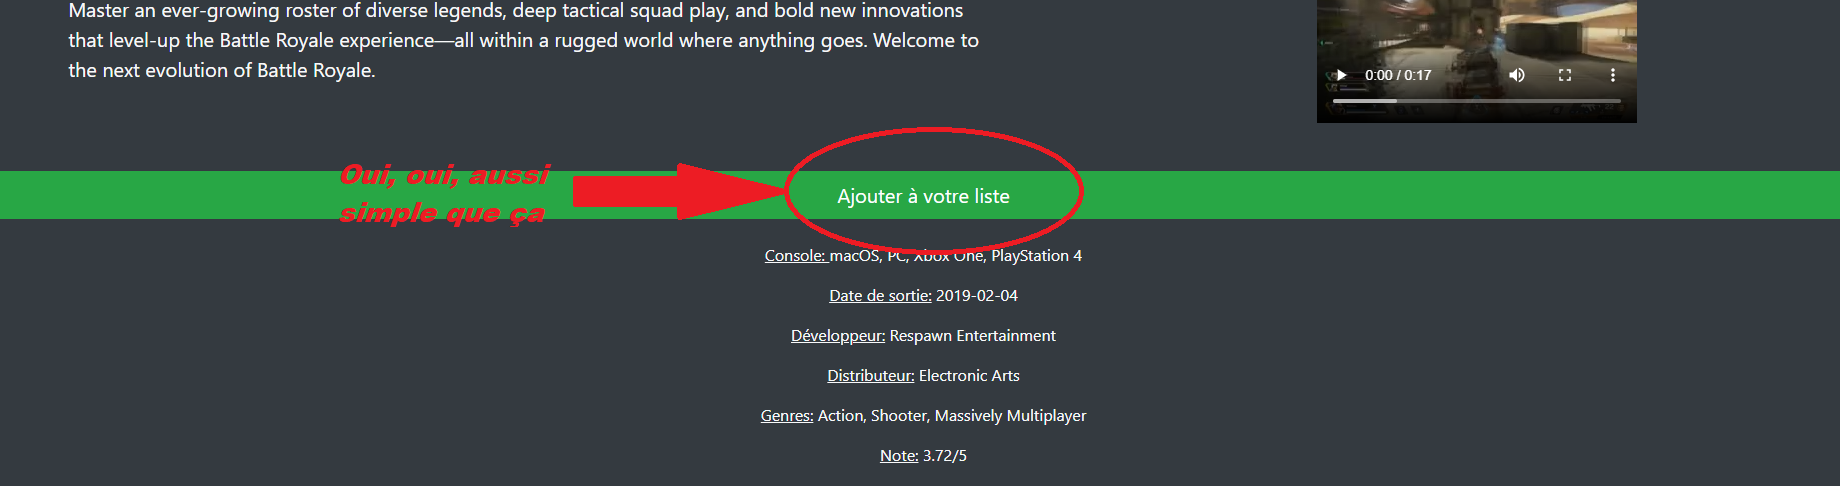 Master an ever-growing roster of diverse legends, deep tactical squad play, and bold new innovations
that level-up the Battle Royale experience—all within a rugged world where anything goes. Welcome to
the next evolution of Battle Royale.
0:00 / 0:17
Oui, oui, aussi
simple que ça
Ajouter à votre liste
Console: macOS, PC, Xbox One, PlayStation 4
Date de sortie: 2019-02-04
Développeur: Respawn Entertainment
Distributeur: Electronic Arts
Genres: Action, Shooter, Massively Multiplayer
Note: 3.72/5